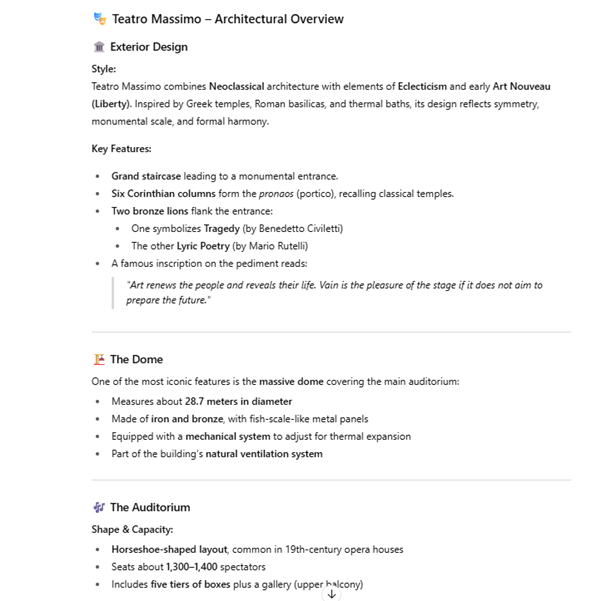 Teatro Massimo – Architectural Overview
Exterior Design
Style:
Teatro Massimo combines Neoclassical architecture with elements of Eclecticism and early Art Nouveau
(Liberty). Inspired by Greek temples, Roman basilicas, and thermal baths, its design reflects symmetry,
monumental scale, and formal harmony.
Key Features:
Grand staircase leading to a monumental entrance.
Six Corinthian columns form the pronaos (portico), recalling classical temples.
Two bronze lions flank the entrance:
One symbolizes Tragedy (by Benedetto Civiletti)
The other Lyric Poetry (by Mario Rutelli)
A famous inscription on the pediment reads:
"Art renews the people and reveals their life. Vain is the pleasure of the stage if it does not aim to
prepare the future."
The Dome
One of the most iconic features is the massive dome covering the main auditorium:
Measures about 28.7 meters in diameter
Made of iron and bronze, with fish-scale-like metal panels
Equipped with a mechanical system to adjust for thermal expansion
Part of the building's natural ventilation system
The Auditorium
Shape & Capacity:
Horseshoe-shaped layout, common in 19th-century opera houses
Seats about 1,300–1,400 spectators
Includes five tiers of boxes plus a gallery (upper balcony)